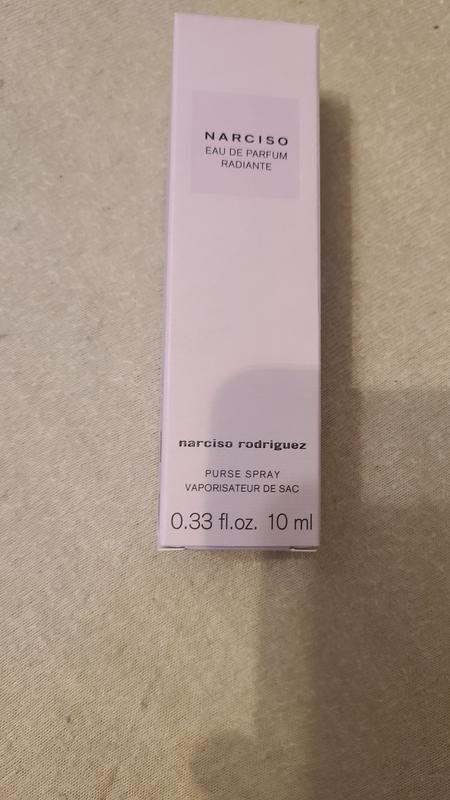 NARCISO
EAU DE PARFUM
RADIANTE
narciso rodriguez
PURSE SPRAY
VAPORISATEUR DE SAC
0.33 fl.oz. 10 ml